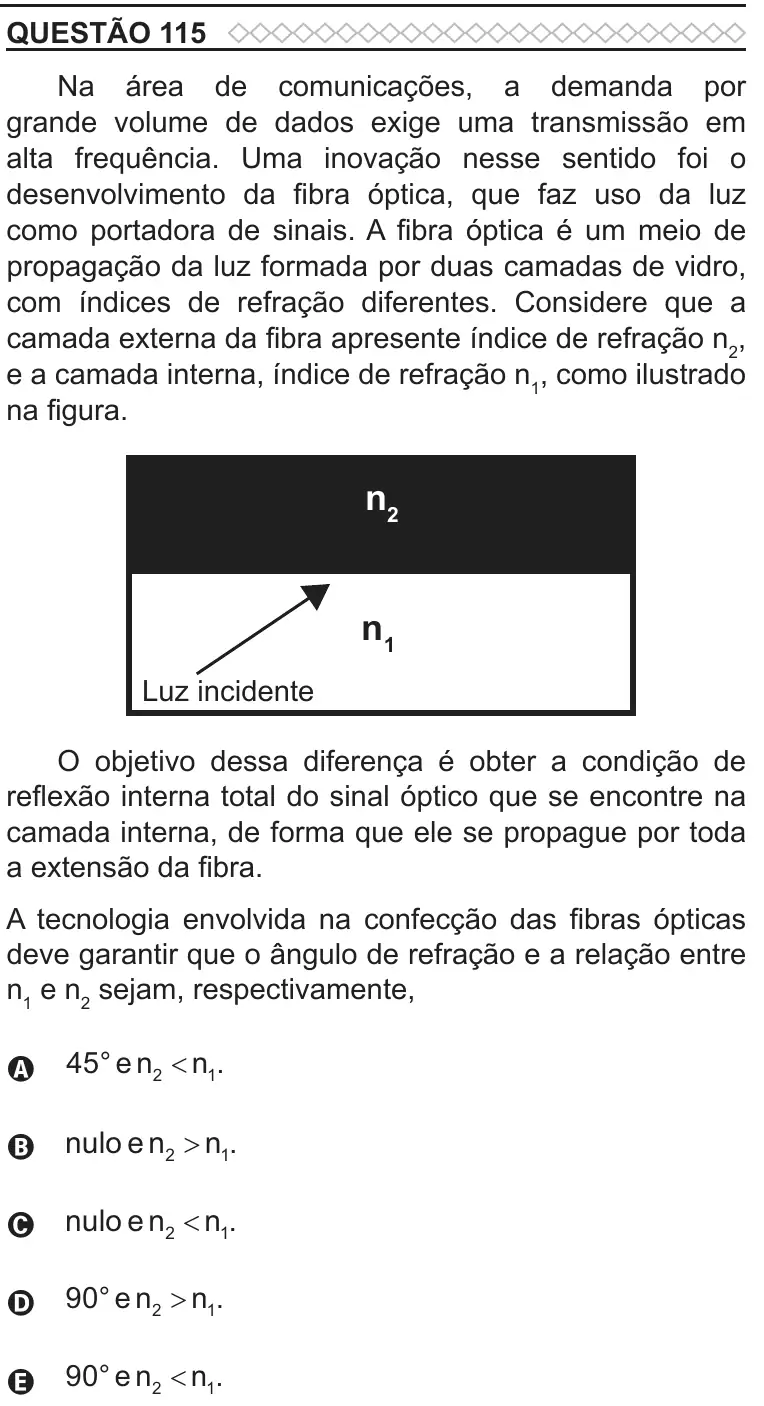 QUESTÃO 115
Na área de comunicações, a demanda por
grande volume de dados exige uma transmissão em
alta frequência. Uma inovação nesse sentido foi o
desenvolvimento da fibra óptica, que faz uso da luz
como portadora de sinais. A fibra óptica é um meio de
propagação da luz formada por duas camadas de vidro,
com índices de refração diferentes. Considere que a
camada externa da fibra apresente índice de refração n₂,
e a camada interna, índice de refração n₁, como ilustrado
na figura.
n₂
n₁
Luz incidente
O objetivo dessa diferença é obter a condição de
reflexão interna total do sinal óptico que se encontre na
camada interna, de forma que ele se propague por toda
a extensão da fibra.
A tecnologia envolvida na confecção das fibras ópticas
deve garantir que o ângulo de refração e a relação entre
n₁ e n₂ sejam, respectivamente,
A 45° e n₂ < n₁.
B nulo e n₂ > n₁.
C nulo e n₂ < n₁.
D 90° e n₂ > n₁.
E 90° e n₂ < n₁.